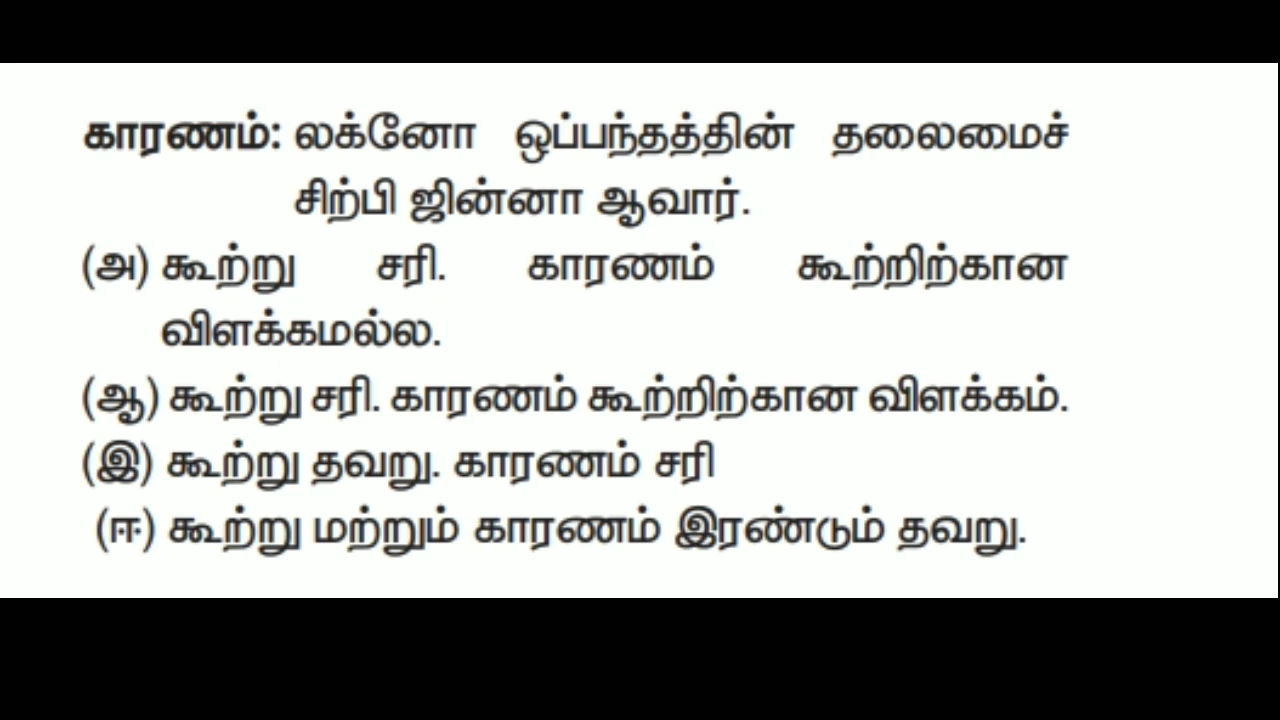 காரணம்: லக்னோ ஒப்பந்தத்தின் தலைமைச்
சிற்பி ஜின்னா ஆவார்.
(அ) கூற்று சரி. காரணம் கூற்றிற்கான
விளக்கமல்ல.
(ஆ) கூற்று சரி. காரணம் கூற்றிற்கான விளக்கம்.
(இ) கூற்று தவறு. காரணம் சரி
(ஈ) கூற்று மற்றும் காரணம் இரண்டும் தவறு.